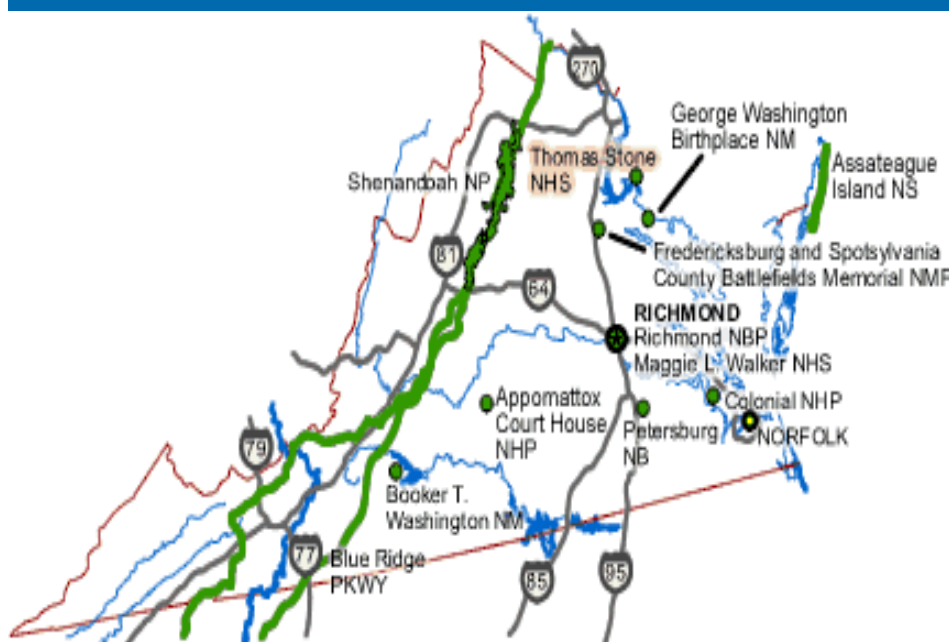 270
George Washington
Birthplace NM
Thomas Stone
NHS
Assateague
Island NS
Shenandoah NP
Fredericksburg and Spotsylvania
County Battlefields Memorial NMP
81
64
RICHMOND
Richmond NBP
Maggie L. Walker NHS
Appomattox
Court House
NHP
Colonial NHP
Petersburg
NB
NORFOLK
79
Booker T.
Washington NM
77
Blue Ridge
PKWY
85
95